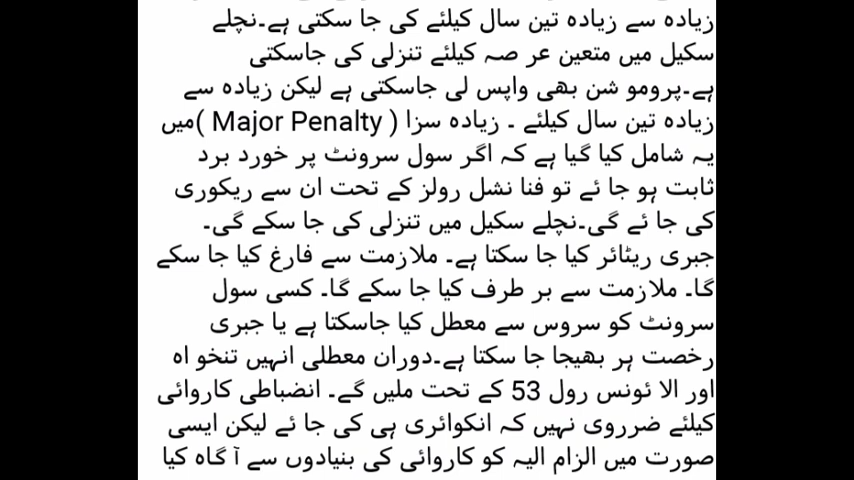 زیادہ سے زیادہ تین سال کیلئے کی جا سکتی ہے۔نچلے
سکیل میں متعین عر صہ کیلئے تنزلی کی جاسکتی
ہے۔پرومو شن بھی واپس لی جاسکتی ہے لیکن زیادہ سے
زیادہ تین سال کیلئے ۔ زیادہ سزا ( Major Penalty )میں
یہ شامل کیا گیا ہے کہ اگر سول سرونٹ پر خورد برد
ثابت ہو جا ئے تو فنا نشل رولز کے تحت ان سے ریکوری
کی جا ئے گی۔نچلے سکیل میں تنزلی کی جا سکے گی۔
جبری ریٹائر کیا جا سکتا ہے۔ ملازمت سے فارغ کیا جا سکے
گا۔ ملازمت سے بر طرف کیا جا سکے گا۔ کسی سول
سرونٹ کو سروس سے معطل کیا جاسکتا ہے یا جبری
رخصت ہر بھیجا جا سکتا ہے۔دوران معطلی انہیں تنخو اہ
اور الا ئونس رول 53 کے تحت ملیں گے۔ انضباطی کاروائی
کیلئے ضرروی نہیں کہ انکوائری ہی کی جا ئے لیکن ایسی
صورت میں الزام الیہ کو کاروائی کی بنیادوں سے آ گاہ کیا